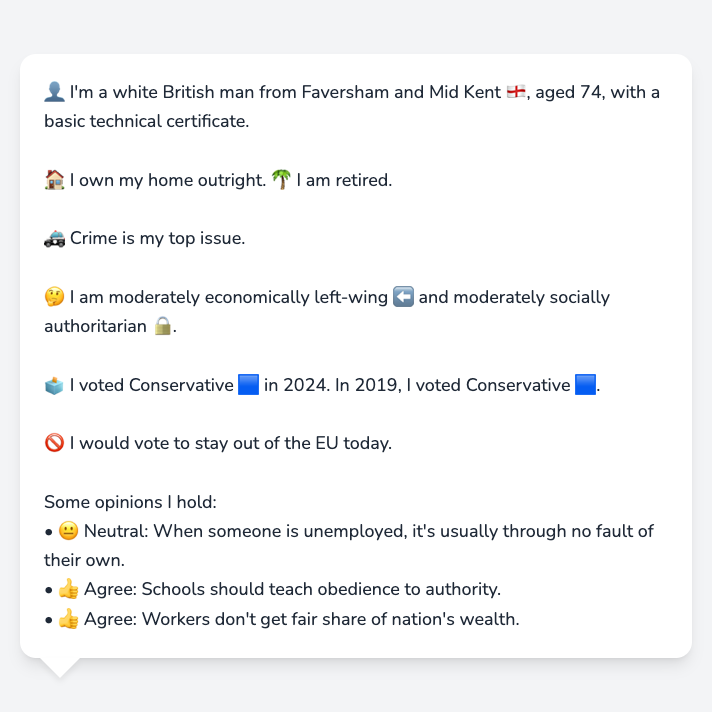 👤 I'm a white British man from Faversham and Mid Kent 🏴󠁧󠁢󠁥󠁮󠁧󠁿, aged 74, with a
basic technical certificate.
🏠 I own my home outright. 🌴 I am retired.
🚓 Crime is my top issue.
🤔 I am moderately economically left-wing ⬅️ and moderately socially
authoritarian 🔒.
🗳️ I voted Conservative 🟦 in 2024. In 2019, I voted Conservative 🟦.
🚫 I would vote to stay out of the EU today.
Some opinions I hold:
• 😐 Neutral: When someone is unemployed, it's usually through no fault of
their own.
• 👍 Agree: Schools should teach obedience to authority.
• 👍 Agree: Workers don't get fair share of nation's wealth.